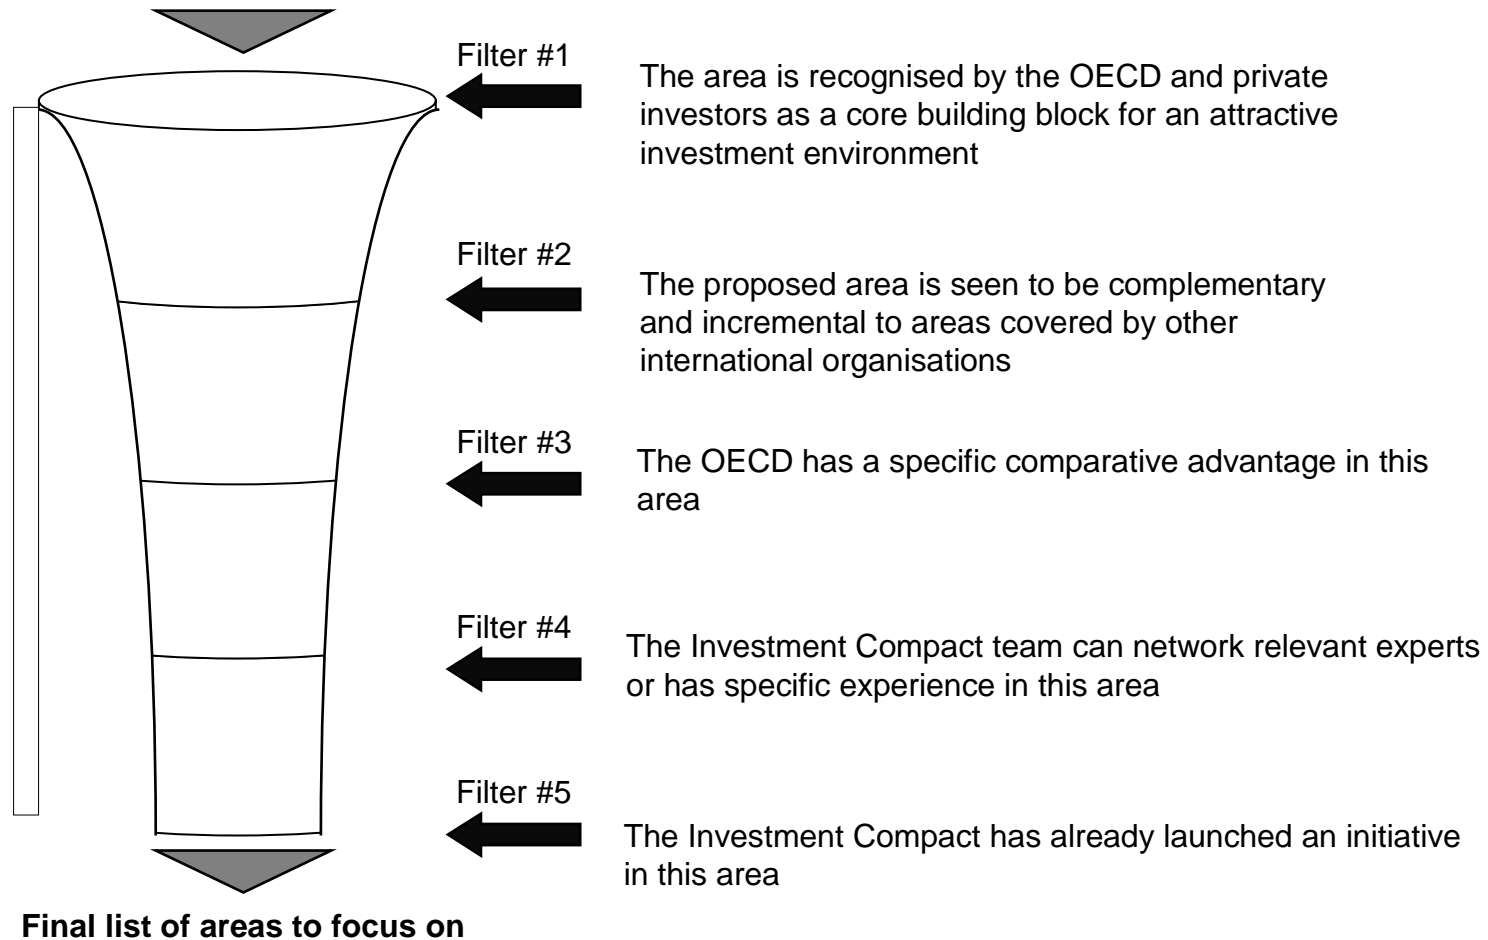 Filter #1
The area is recognised by the OECD and private
investors as a core building block for an attractive
investment environment
Filter #2
The proposed area is seen to be complementary
and incremental to areas covered by other
international organisations
Filter #3
The OECD has a specific comparative advantage in this
area
Filter #4
The Investment Compact team can network relevant experts
or has specific experience in this area
Filter #5
The Investment Compact has already launched an initiative
in this area
Final list of areas to focus on